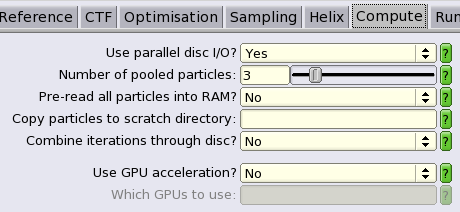 Reference CTF Optimisation Sampling Helix Compute Run
Use parallel disc I/O? Yes ?
Number of pooled particles: 3 ?
Pre-read all particles into RAM? No ?
Copy particles to scratch directory: ?
Combine iterations through disc? No ?
Use GPU acceleration? No ?
Which GPUs to use: ?